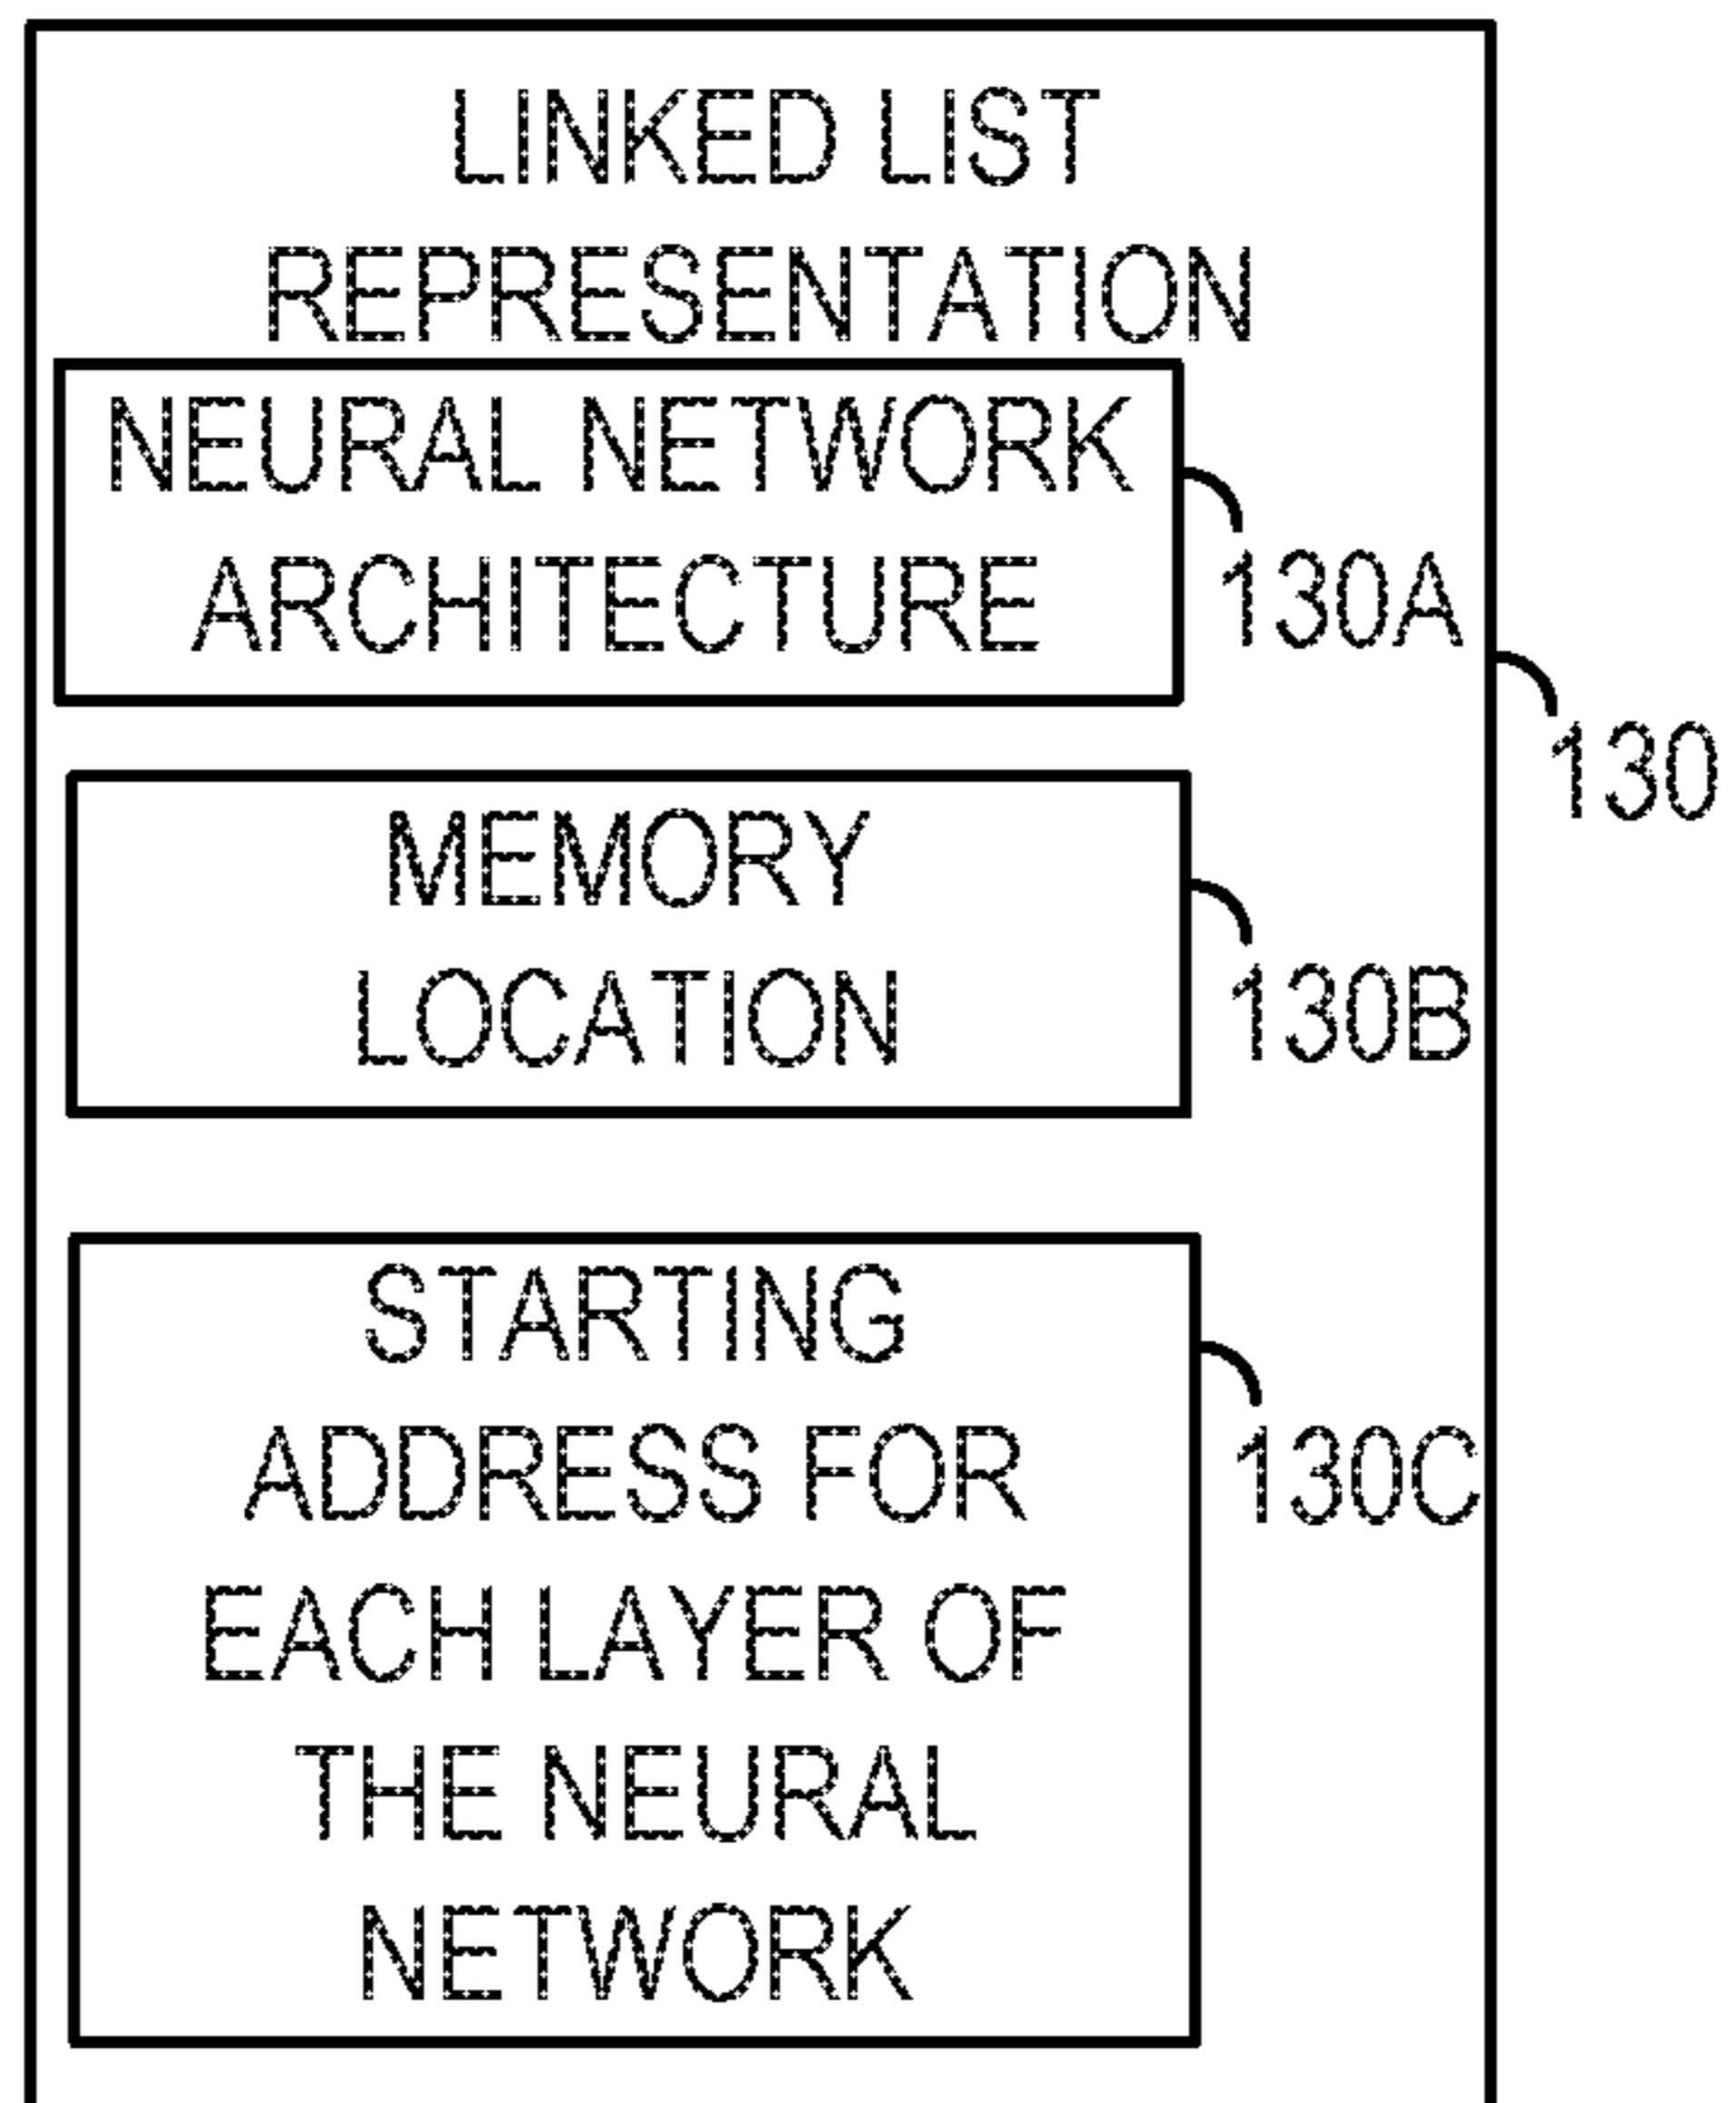 LINKED LIST
REPRESENTATION
NEURAL NETWORK
ARCHITECTURE
130A
130
MEMORY
LOCATION
130B
STARTING
ADDRESS FOR
EACH LAYER OF
THE NEURAL
NETWORK
130C